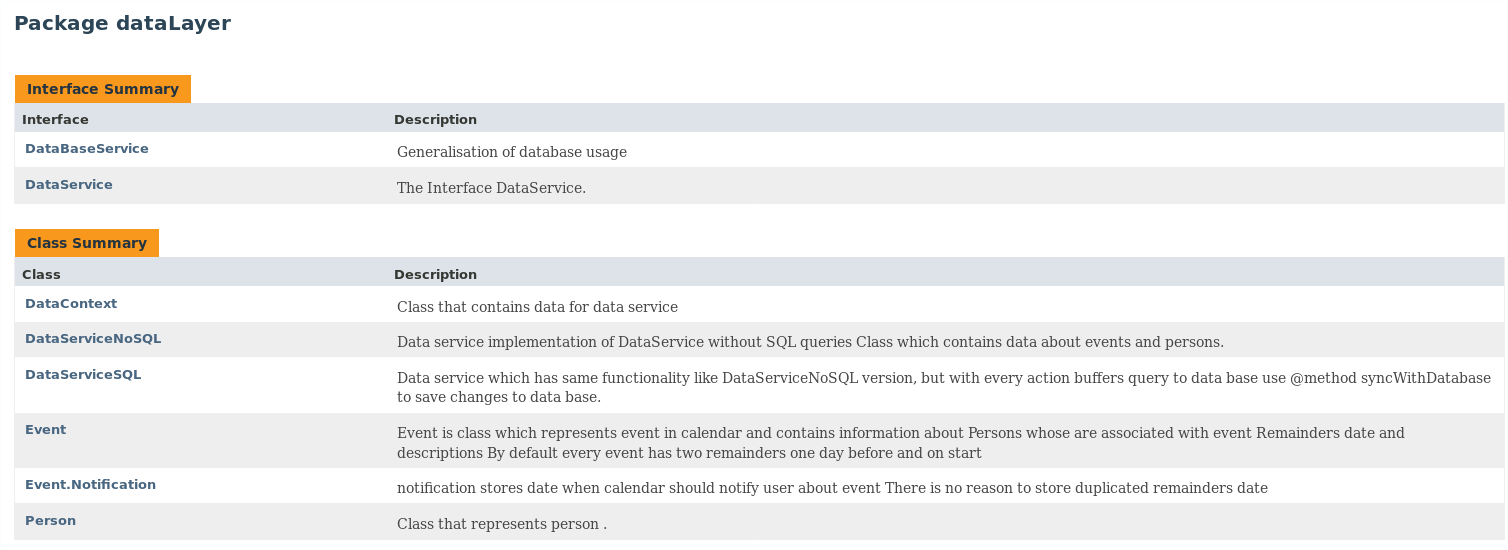 Package dataLayer
Interface Summary
Interface Description
DataBaseService Generalisation of database usage
DataService The Interface DataService.
Class Summary
Class Description
DataContext Class that contains data for data service
DataServiceNoSQL Data service implementation of DataService without SQL queries Class which contains data about events and persons.
DataServiceSQL Data service which has same functionality like DataServiceNoSQL version, but with every action buffers query to data base use @method syncWithDatabase
to save changes to data base.
Event Event is class which represents event in calendar and contains information about Persons whose are associated with event Remainders date and
descriptions By default every event has two remainders one day before and on start
Event.Notification notification stores date when calendar should notify user about event There is no reason to store duplicated remainders date
Person Class that represents person .